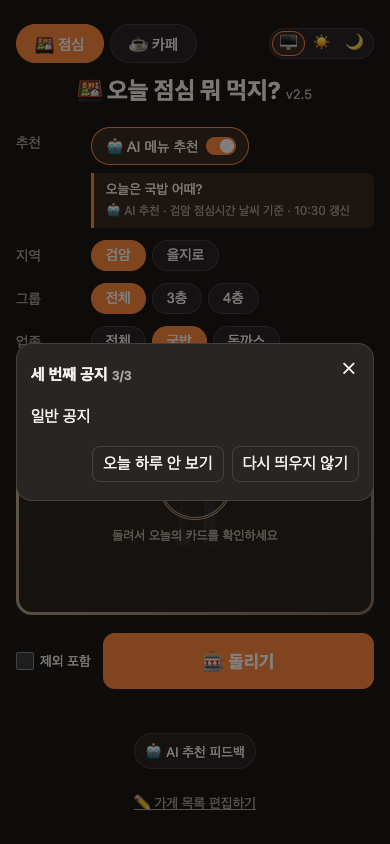 🍱 점심
☕ 카페
🍱 오늘 점심 뭐 먹지? v2.5
추천
🤖 AI 메뉴 추천
오늘은 국밥 어때?
🤖 AI 추천 · 검암 점심시간 날씨 기준 · 10:30 갱신
지역
검암
을지로
그룹
전체
3층
4층
업종
전체
국밥
돈까스
세 번째 공지 3/3
일반 공지
오늘 하루 안 보기
다시 띄우지 않기
돌려서 오늘의 카드를 확인하세요
제외 포함
🎰 돌리기
🤖 AI 추천 피드백
✏️ 가게 목록 편집하기